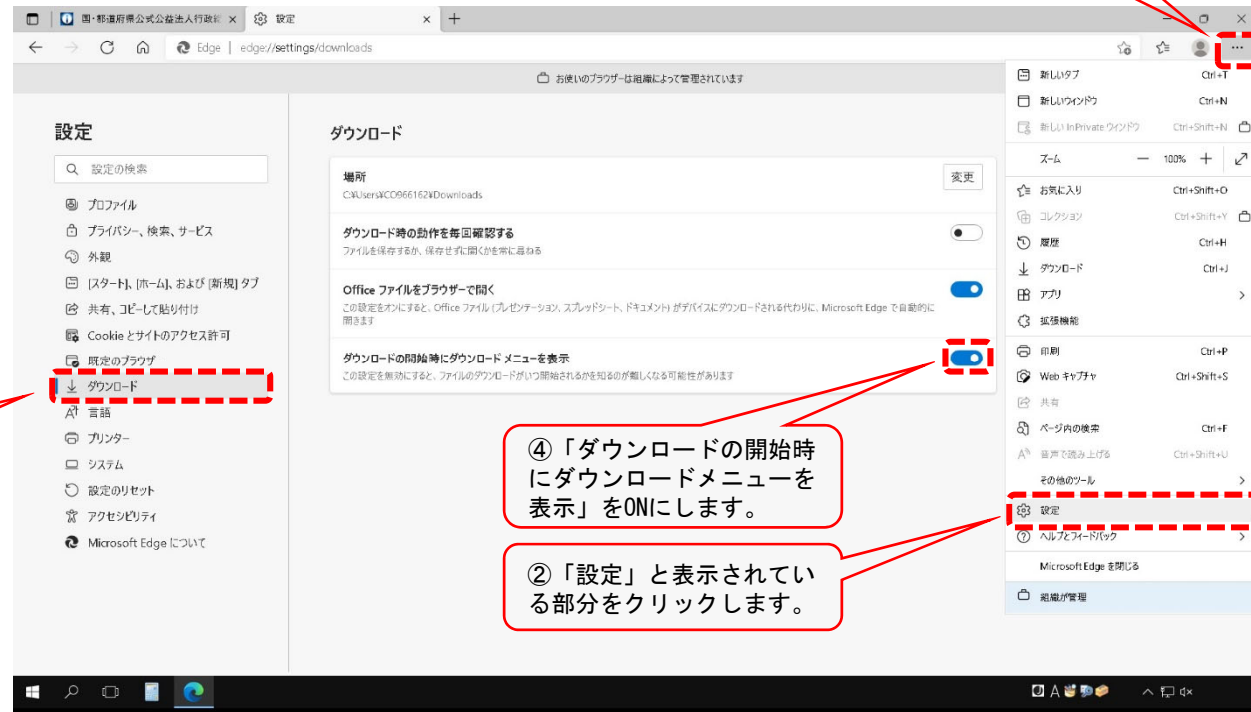 国・都道府県公式公益法人行政総
設定
Edge | edge://settings/downloads
お使いのブラウザーは組織によって管理されています
設定
設定の検索
プロファイル
プライバシー、検索、サービス
外観
[スタート]、[ホーム]、および [新規] タブ
共有、コピーして貼り付け
Cookie とサイトのアクセス許可
既定のブラウザ
ダウンロード
言語
プリンター
システム
設定のリセット
アクセシビリティ
Microsoft Edge について
ダウンロード
場所
C:¥Users¥CO966162¥Downloads
変更
ダウンロード時の動作を毎回確認する
ファイルを保存するか、保存せずに開くかを常に尋ねる
Office ファイルをブラウザーで開く
この設定をオンにすると、Office ファイル (プレゼンテーション、スプレッドシート、ドキュメント) がデバイスにダウンロードされる代わりに、Microsoft Edge で自動的に
開きます
ダウンロードの開始時にダウンロード メニューを表示
この設定を無効にすると、ファイルのダウンロードがいつ開始されるかを知るのが難しくなる可能性があります
④「ダウンロードの開始時
にダウンロードメニューを
表示」をONにします。
②「設定」と表示されてい
る部分をクリックします。
新しいタブ Ctrl+T
新しいウィンドウ Ctrl+N
新しい InPrivate ウィンドウ Ctrl+Shift+N
ズーム — 100% +
お気に入り Ctrl+Shift+O
コレクション Ctrl+Shift+Y
履歴 Ctrl+H
ダウンロード Ctrl+J
アプリ
拡張機能
印刷 Ctrl+P
Web キャプチャ Ctrl+Shift+S
共有
ページ内の検索 Ctrl+F
音声で読み上げる Ctrl+Shift+U
その他のツール
設定
ヘルプとフィードバック
Microsoft Edge を閉じる
組織が管理
A